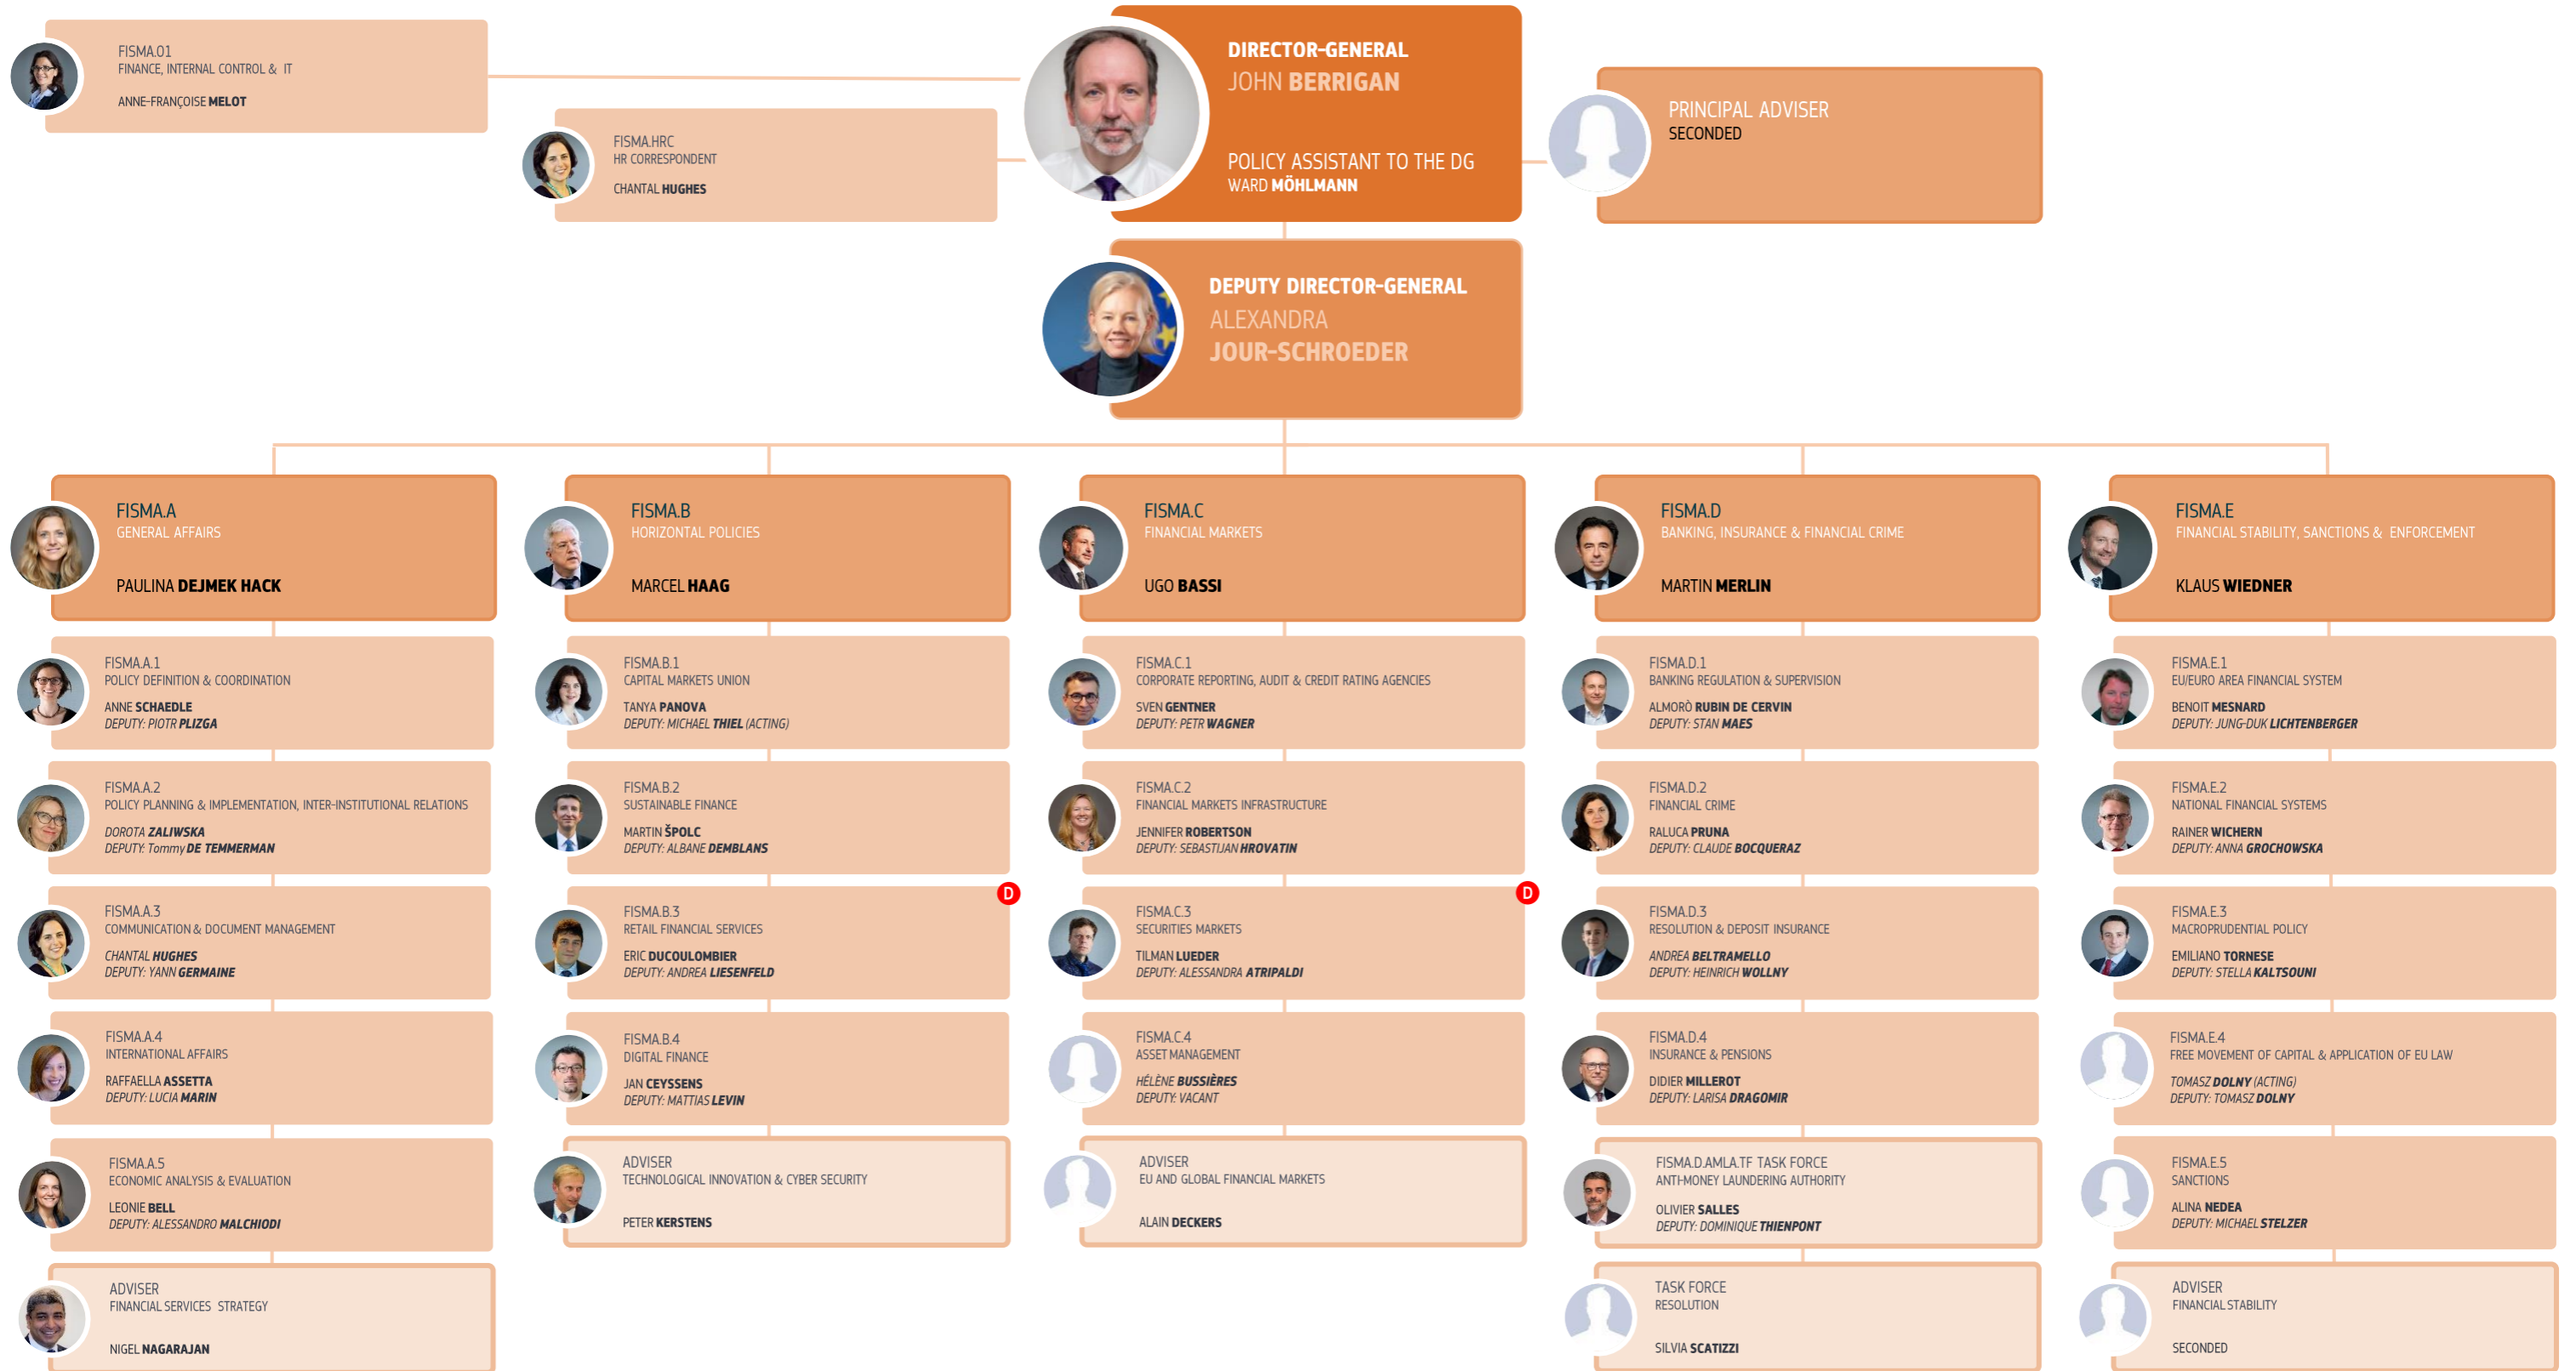 FISMA.01
FINANCE, INTERNAL CONTROL & IT
ANNE-FRANÇOISE MELOT
FISMA.HRC
HR CORRESPONDENT
CHANTAL HUGHES
DIRECTOR-GENERAL
JOHN BERRIGAN
POLICY ASSISTANT TO THE DG
WARD MÖHLMANN
PRINCIPAL ADVISER
SECONDED
DEPUTY DIRECTOR-GENERAL
ALEXANDRA
JOUR-SCHROEDER
FISMA.A
GENERAL AFFAIRS
PAULINA DEJMEK HACK
FISMA.A.1
POLICY DEFINITION & COORDINATION
ANNE SCHAEDLE
DEPUTY: PIOTR PLIZGA
FISMA.A.2
POLICY PLANNING & IMPLEMENTATION, INTER-INSTITUTIONAL RELATIONS
DOROTA ZALIWSKA
DEPUTY: Tommy DE TEMMERMAN
FISMA.A.3
COMMUNICATION & DOCUMENT MANAGEMENT
CHANTAL HUGHES
DEPUTY: YANN GERMAINE
FISMA.A.4
INTERNATIONAL AFFAIRS
RAFFAELLA ASSETTA
DEPUTY: LUCIA MARIN
FISMA.A.5
ECONOMIC ANALYSIS & EVALUATION
LEONIE BELL
DEPUTY: ALESSANDRO MALCHIODI
ADVISER
FINANCIAL SERVICES STRATEGY
NIGEL NAGARAJAN
FISMA.B
HORIZONTAL POLICIES
MARCEL HAAG
FISMA.B.1
CAPITAL MARKETS UNION
TANYA PANOVA
DEPUTY: MICHAEL THIEL (ACTING)
FISMA.B.2
SUSTAINABLE FINANCE
MARTIN ŠPOLC
DEPUTY: ALBANE DEMBLANS
D
FISMA.B.3
RETAIL FINANCIAL SERVICES
ERIC DUCOULOMBIER
DEPUTY: ANDREA LIESENFELD
FISMA.B.4
DIGITAL FINANCE
JAN CEYSSENS
DEPUTY: MATTIAS LEVIN
ADVISER
TECHNOLOGICAL INNOVATION & CYBER SECURITY
PETER KERSTENS
FISMA.C
FINANCIAL MARKETS
UGO BASSI
FISMA.C.1
CORPORATE REPORTING, AUDIT & CREDIT RATING AGENCIES
SVEN GENTNER
DEPUTY: PETR WAGNER
FISMA.C.2
FINANCIAL MARKETS INFRASTRUCTURE
JENNIFER ROBERTSON
DEPUTY: SEBASTIJAN HROVATIN
D
FISMA.C.3
SECURITIES MARKETS
TILMAN LUEDER
DEPUTY: ALESSANDRA ATRIPALDI
FISMA.C.4
ASSET MANAGEMENT
HÉLÈNE BUSSIÈRES
DEPUTY: VACANT
ADVISER
EU AND GLOBAL FINANCIAL MARKETS
ALAIN DECKERS
FISMA.D
BANKING, INSURANCE & FINANCIAL CRIME
MARTIN MERLIN
FISMA.D.1
BANKING REGULATION & SUPERVISION
ALMORÒ RUBIN DE CERVIN
DEPUTY: STAN MAES
FISMA.D.2
FINANCIAL CRIME
RALUCA PRUNA
DEPUTY: CLAUDE BOCQUERAZ
FISMA.D.3
RESOLUTION & DEPOSIT INSURANCE
ANDREA BELTRAMELLO
DEPUTY: HEINRICH WOLLNY
FISMA.D.4
INSURANCE & PENSIONS
DIDIER MILLEROT
DEPUTY: LARISA DRAGOMIR
FISMA.D.AMLA.TF TASK FORCE
ANTI-MONEY LAUNDERING AUTHORITY
OLIVIER SALLES
DEPUTY: DOMINIQUE THIENPONT
TASK FORCE
RESOLUTION
SILVIA SCATIZZI
FISMA.E
FINANCIAL STABILITY, SANCTIONS & ENFORCEMENT
KLAUS WIEDNER
FISMA.E.1
EU/EURO AREA FINANCIAL SYSTEM
BENOIT MESNARD
DEPUTY: JUNG-DUK LICHTENBERGER
FISMA.E.2
NATIONAL FINANCIAL SYSTEMS
RAINER WICHERN
DEPUTY: ANNA GROCHOWSKA
FISMA.E.3
MACROPRUDENTIAL POLICY
EMILIANO TORNESE
DEPUTY: STELLA KALTSOUNI
FISMA.E.4
FREE MOVEMENT OF CAPITAL & APPLICATION OF EU LAW
TOMASZ DOLNY (ACTING)
DEPUTY: TOMASZ DOLNY
FISMA.E.5
SANCTIONS
ALINA NEDEA
DEPUTY: MICHAEL STELZER
ADVISER
FINANCIAL STABILITY
SECONDED